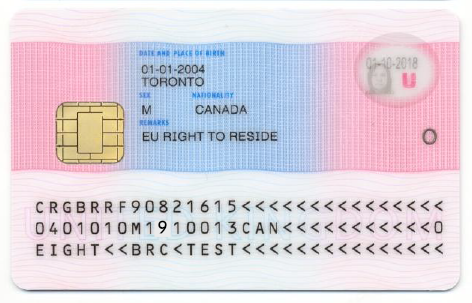 DATE AND PLACE OF BIRTH
01-01-2004
TORONTO
SEX NATIONALITY
M CANADA
REMARKS
EU RIGHT TO RESIDE
01-10-2018
O
CRGBRRF90821615<<<<<<<<<<<<<<<
0401010M1910013CAN<<<<<<<<<<<0
EIGHT<<BRC<TEST<<<<<<<<<<<<<<<